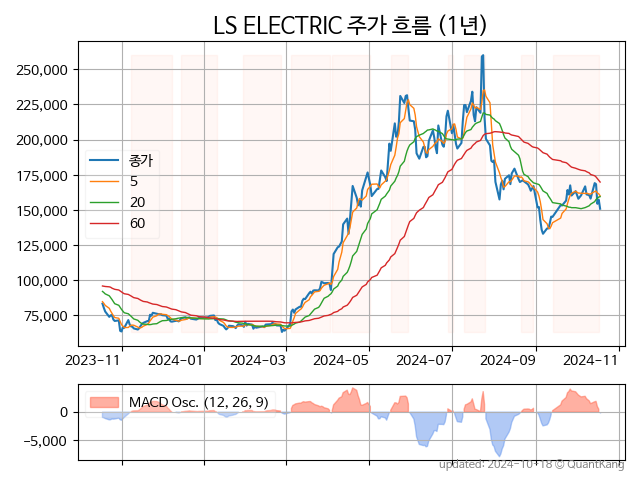 LS ELECTRIC 주가 흐름 (1년)
250,000
225,000
200,000
175,000
150,000
125,000
100,000
75,000
종가
5
20
60
2023-11 2024-01 2024-03 2024-05 2024-07 2024-09 2024-11
MACD Osc. (12, 26, 9)
0
−5,000
updated: 2024-10-18 © QuantKang